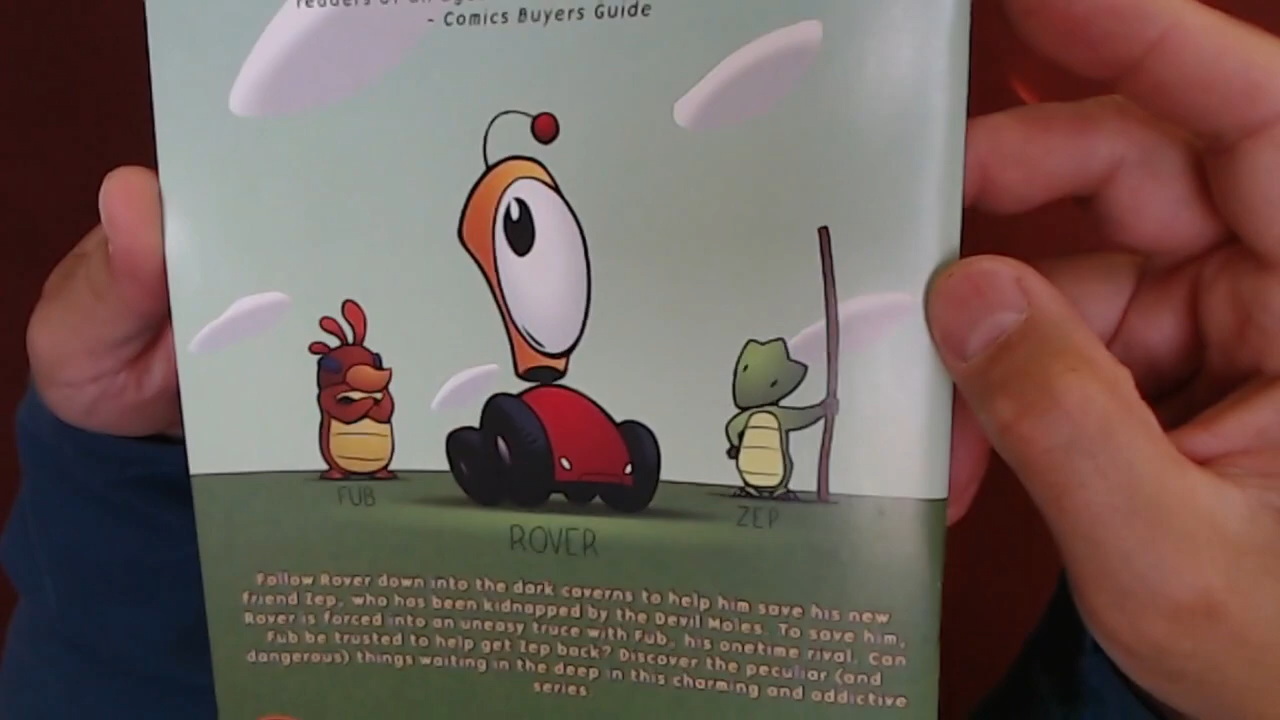 readers of
- Comics Buyers Guide
FUB
ROVER
ZEP
Follow Rover down into the dark caverns to help him save his new
friend Zep, who has been kidnapped by the Devil Moles. To save him,
Rover is forced into an uneasy truce with Fub, his onetime rival. Can
Fub be trusted to help get Zep back? Discover the peculiar (and
dangerous) things waiting in the deep in this charming and addictive
series